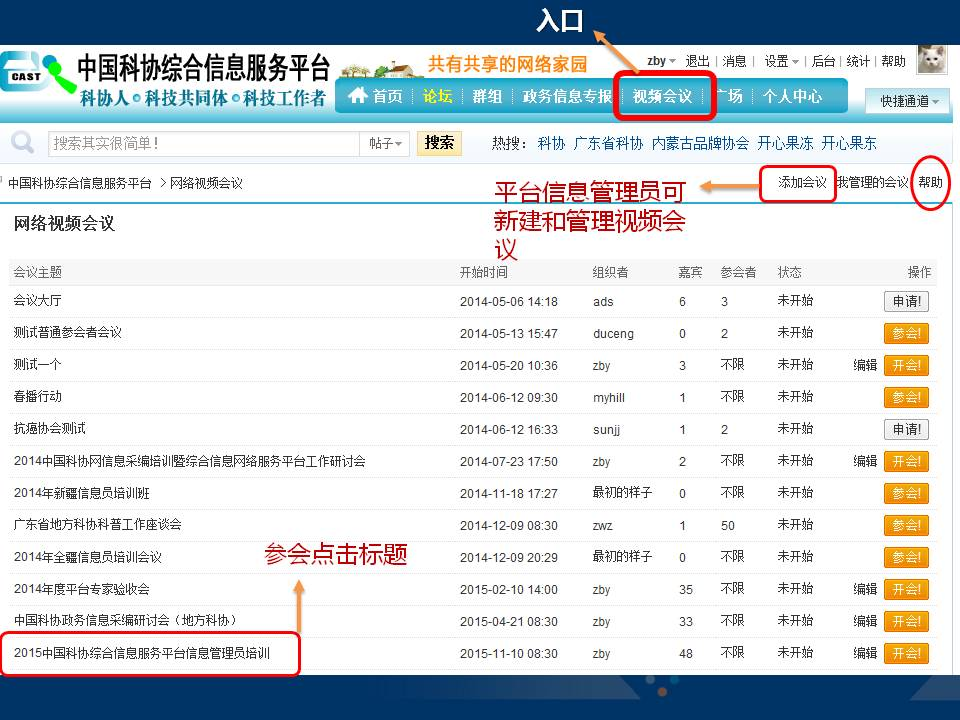 入口
CAST 中国科协综合信息服务平台
科协人 科技共同体 科技工作者
共有共享的网络家园
zby 退出 消息 设置 后台 统计 帮助
首页 论坛 群组 政务信息专报 视频会议 广场 个人中心
快捷通道
搜索其实很简单！ 帖子 搜索 热搜： 科协 广东省科协 内蒙古品牌协会 开心果冻 开心果东
中国科协综合信息服务平台 > 网络视频会议
添加会议 我管理的会议 帮助
平台信息管理员可
新建和管理视频会
议
网络视频会议
会议主题 开始时间 组织者 嘉宾 参会者 状态 操作
会议大厅 2014-05-06 14:18 ads 6 3 未开始 申请!
测试普通参会者会议 2014-05-13 15:47 duceng 0 2 未开始 参会!
测试一个 2014-05-20 10:36 zby 3 不限 未开始 编辑 开会!
春播行动 2014-06-12 09:30 myhill 1 不限 未开始 参会!
抗癌协会测试 2014-06-12 16:33 sunjj 1 2 未开始 申请!
2014中国科协网信息采编培训暨综合信息网络服务平台工作研讨会 2014-07-23 17:50 zby 2 不限 未开始 编辑 开会!
2014年新疆信息员培训班 2014-11-18 17:27 最初的样子 0 不限 未开始 参会!
广东省地方科协科普工作座谈会 2014-12-09 08:30 zwz 1 50 未开始 参会!
2014年全疆信息员培训会议 2014-12-09 20:29 最初的样子 0 不限 未开始 参会!
参会点击标题
2014年度平台专家验收会 2015-02-10 14:00 zby 35 不限 未开始 编辑 开会!
中国科协政务信息采编研讨会（地方科协） 2015-04-21 08:30 zby 33 不限 未开始 编辑 开会!
2015中国科协综合信息服务平台信息管理员培训 2015-11-10 08:30 zby 48 不限 未开始 编辑 开会!